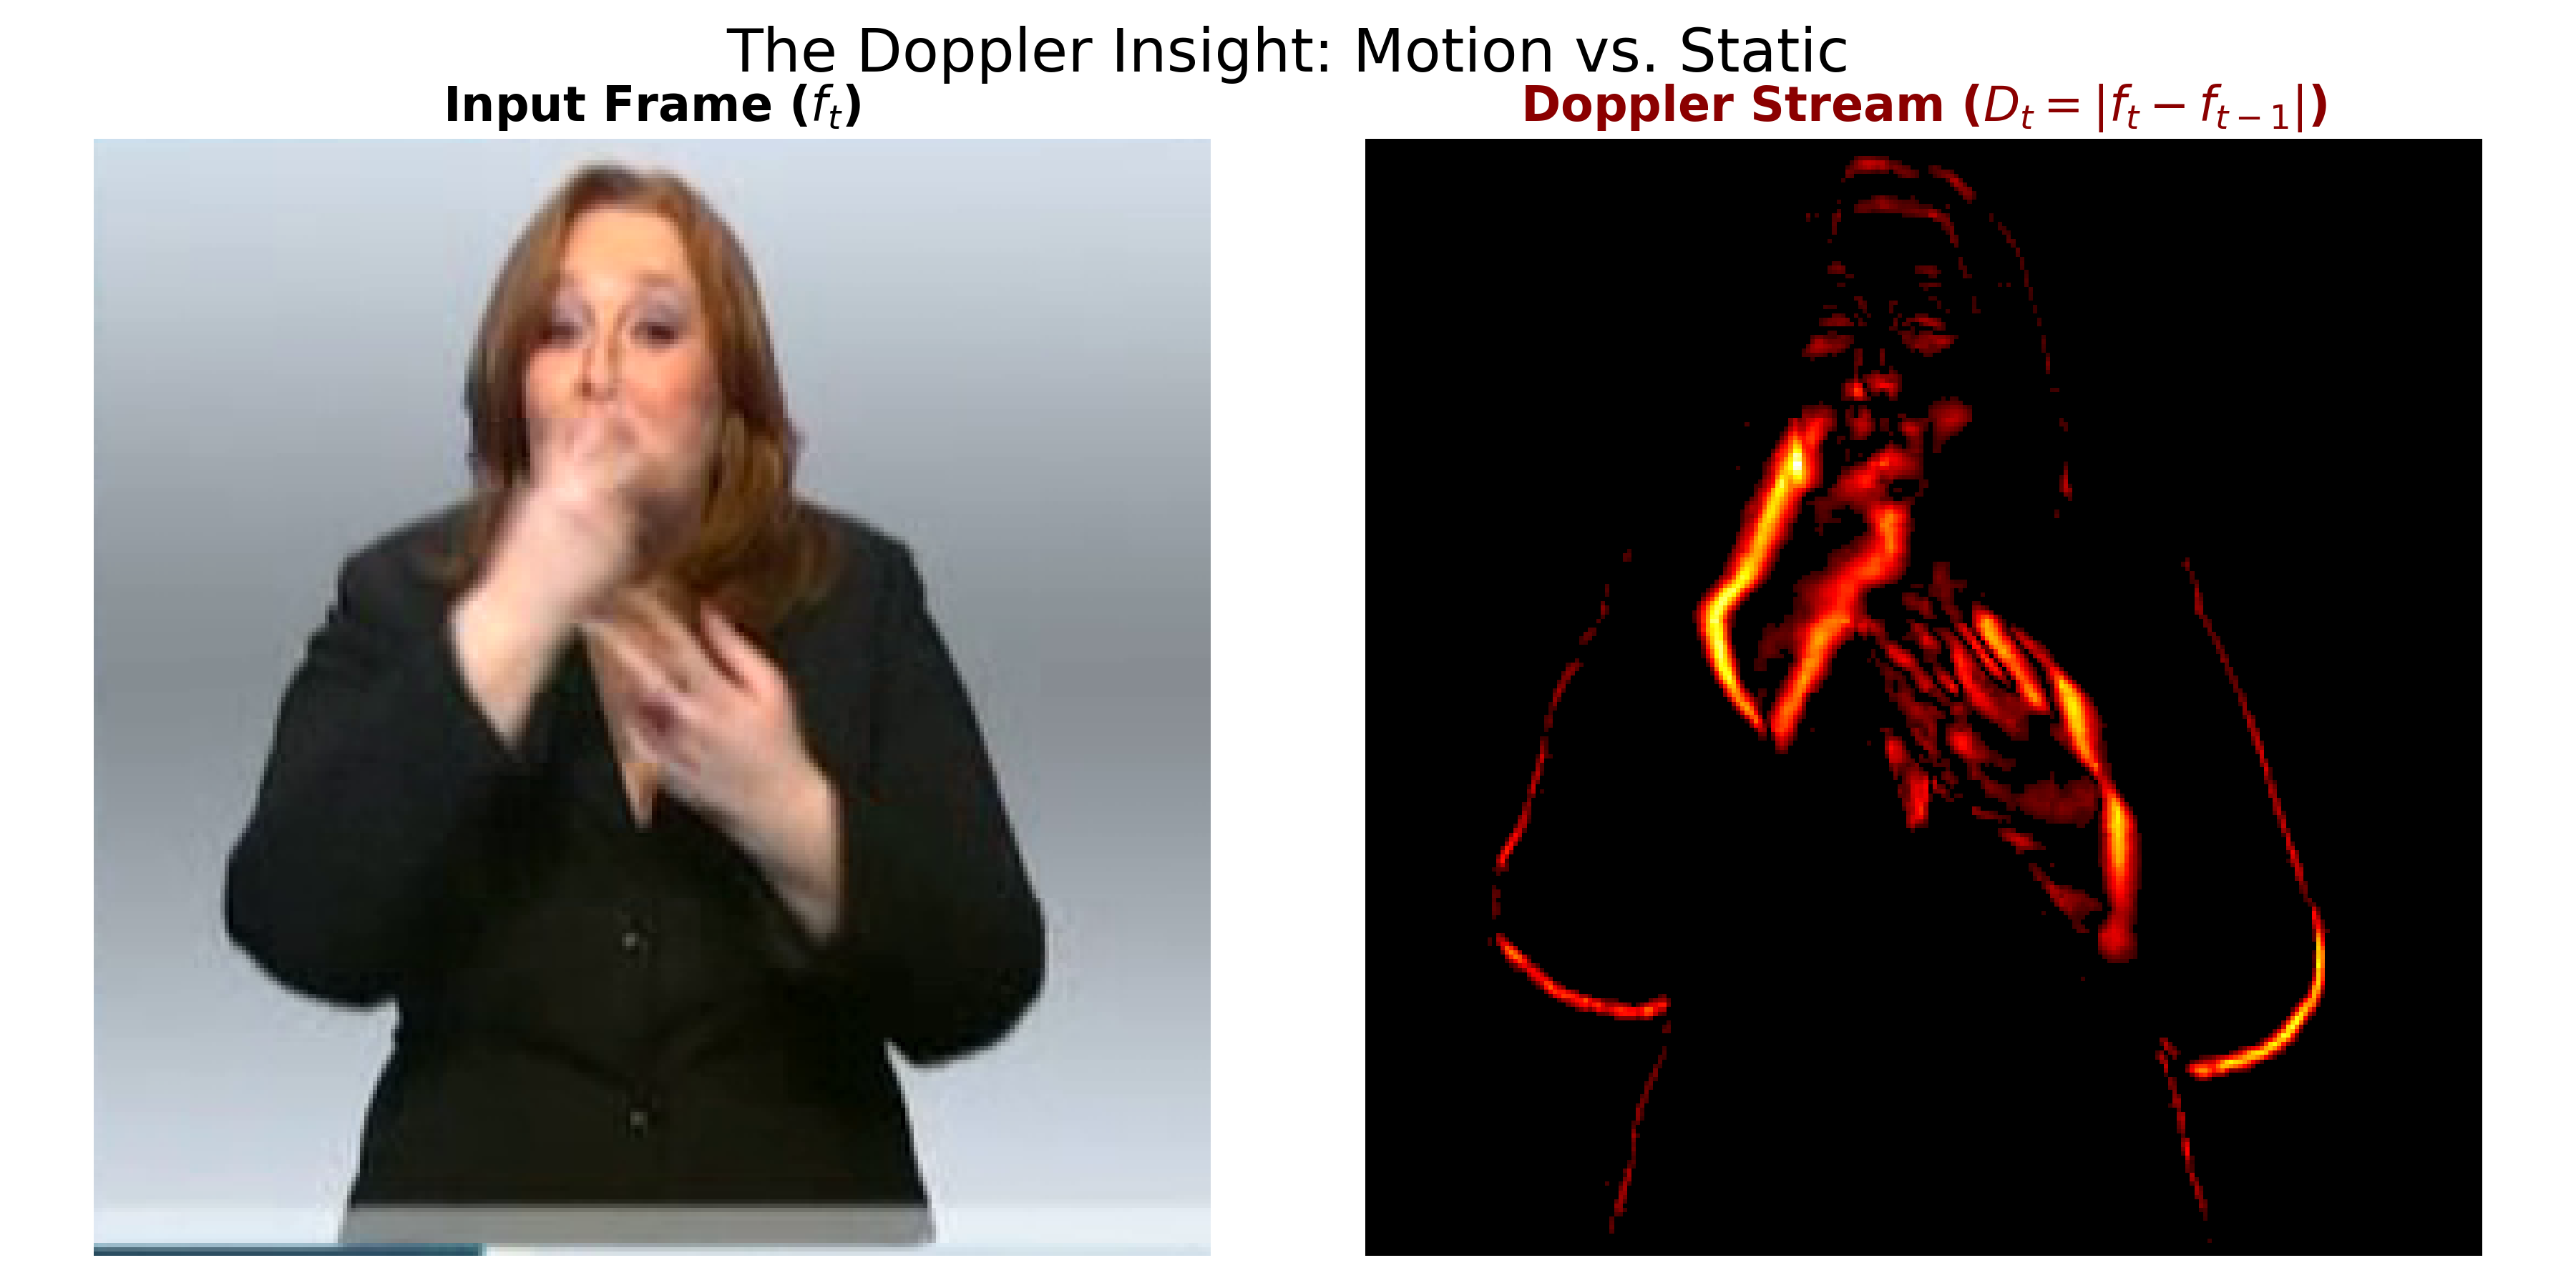 The Doppler Insight: Motion vs. Static
Input Frame (f_t)
Doppler Stream (D_t = |f_t − f_{t − 1}|)